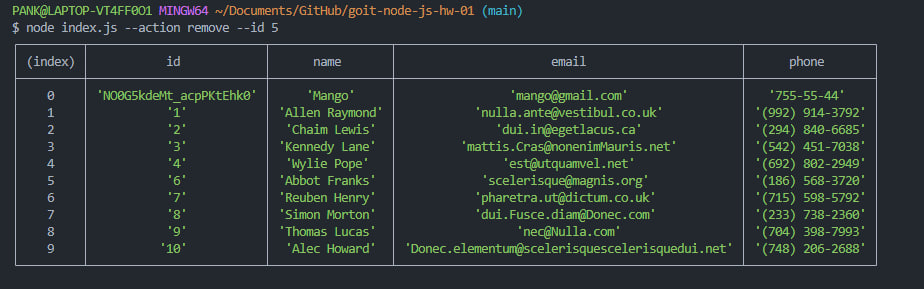 PANK@LAPTOP-VT4FF0O1 MINGW64 ~/Documents/GitHub/goit-node-js-hw-01 (main)
$ node index.js --action remove --id 5
(index) id name email phone
0 'NO0G5kdeMt_acpPKtEhk0' 'Mango' 'mango@gmail.com' '755-55-44'
1 '1' 'Allen Raymond' 'nulla.ante@vestibul.co.uk' '(992) 914-3792'
2 '2' 'Chaim Lewis' 'dui.in@egetlacus.ca' '(294) 840-6685'
3 '3' 'Kennedy Lane' 'mattis.Cras@nonenimMauris.net' '(542) 451-7038'
4 '4' 'Wylie Pope' 'est@utquamvel.net' '(692) 802-2949'
5 '6' 'Abbot Franks' 'scelerisque@magnis.org' '(186) 568-3720'
6 '7' 'Reuben Henry' 'pharetra.ut@dictum.co.uk' '(715) 598-5792'
7 '8' 'Simon Morton' 'dui.Fusce.diam@Donec.com' '(233) 738-2360'
8 '9' 'Thomas Lucas' 'nec@Nulla.com' '(704) 398-7993'
9 '10' 'Alec Howard' 'Donec.elementum@scelerisquescelerisquedui.net' '(748) 206-2688'